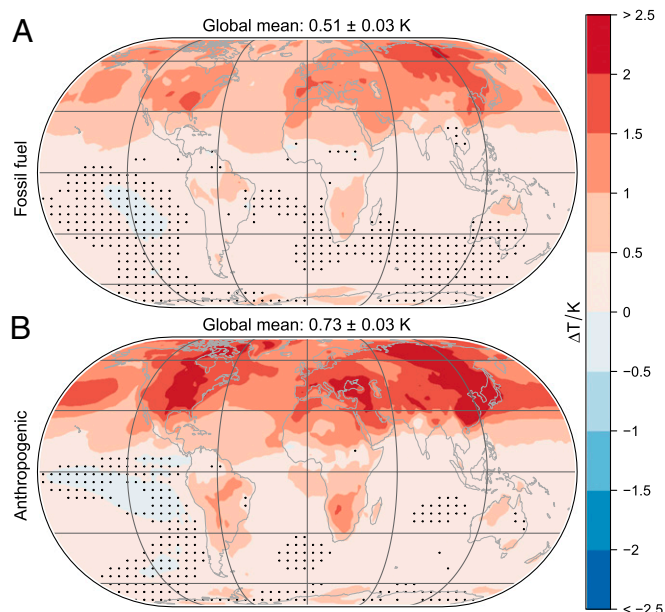 A
Global mean: 0.51 ± 0.03 K
Fossil fuel
B
Global mean: 0.73 ± 0.03 K
Anthropogenic
> 2.5
2
1.5
1
0.5
0
−0.5
−1
−1.5
−2
< −2.5
ΔT/K